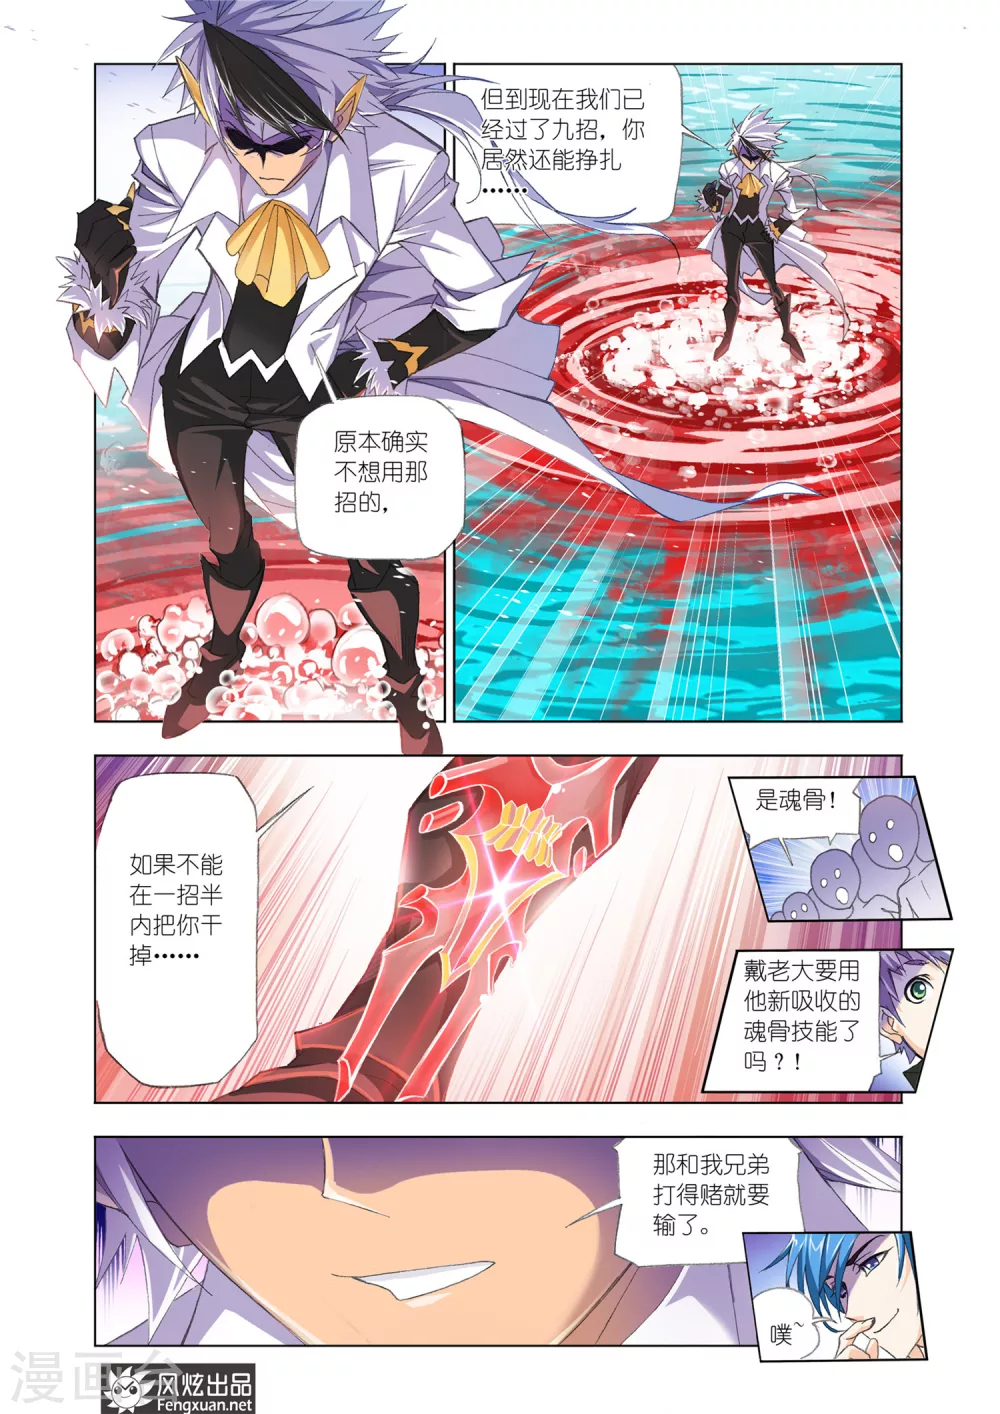 但到现在我们已
经过了九招，你
居然还能挣扎
……
原本确实
不想用那
招的，
如果不能
在一招半
内把你干
掉……
是魂骨！
戴老大要用
他新吸收的
魂骨技能了
吗？！
那和我兄弟
打得赌就要
输了。
噗~
漫画台
风炫出品
Fengxuan.net